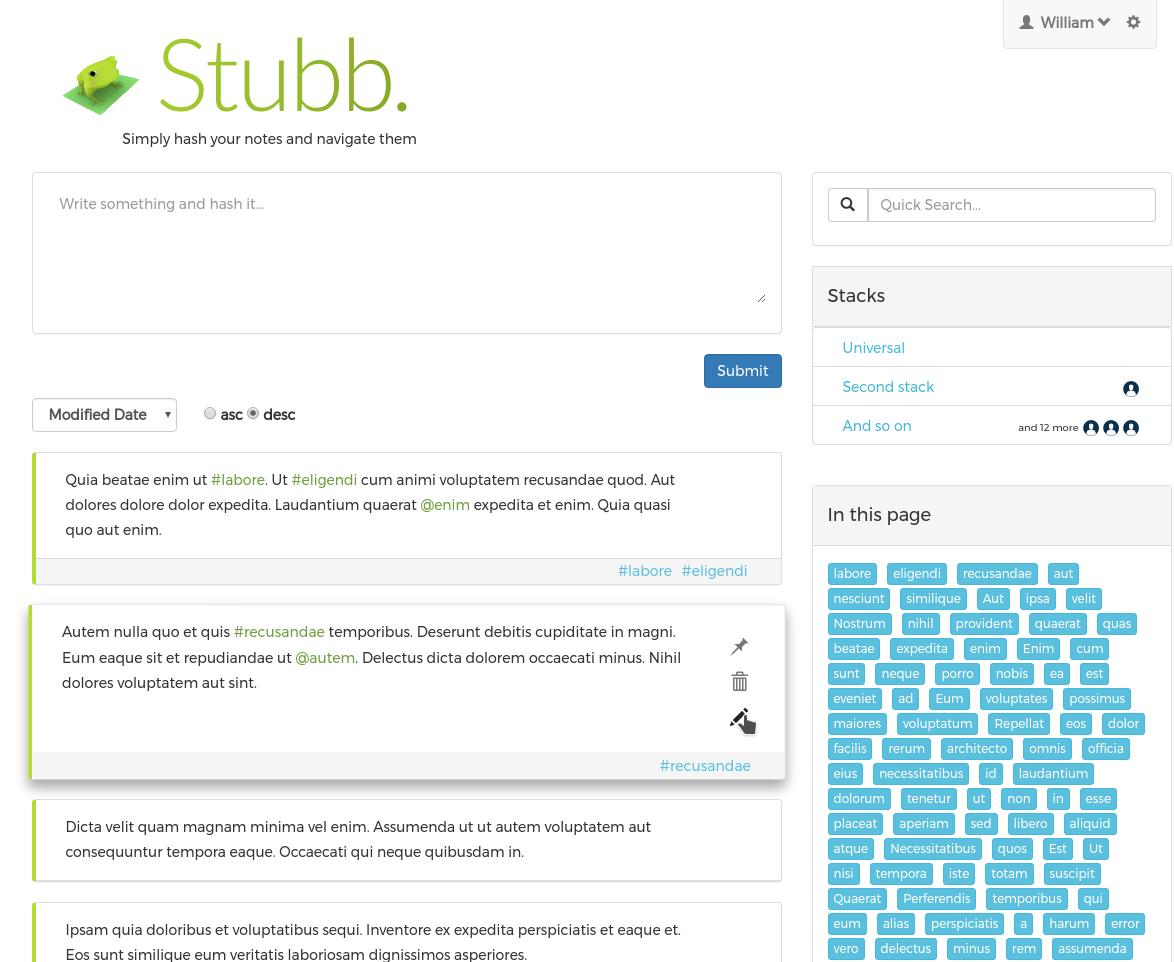 William
Stubb.
Simply hash your notes and navigate them
Write something and hash it...
Submit
Modified Date
asc desc
Quia beatae enim ut #labore. Ut #eligendi cum animi voluptatem recusandae quod. Aut
dolores dolore dolor expedita. Laudantium quaerat @enim expedita et enim. Quia quasi
quo aut enim.
#labore #eligendi
Autem nulla quo et quis #recusandae temporibus. Deserunt debitis cupiditate in magni.
Eum eaque sit et repudiandae ut @autem. Delectus dicta dolorem occaecati minus. Nihil
dolores voluptatem aut sint.
#recusandae
Dicta velit quam magnam minima vel enim. Assumenda ut ut autem voluptatem aut
consequuntur tempora eaque. Occaecati qui neque quibusdam in.
Ipsam quia doloribus et voluptatibus sequi. Inventore ex expedita perspiciatis et eaque et.
Eos sunt similique eum veritatis laboriosam dignissimos asperiores.
Quick Search...
Stacks
Universal
Second stack
And so on and 12 more
In this page
labore eligendi recusandae aut
nesciunt similique Aut ipsa velit
Nostrum nihil provident quaerat quas
beatae expedita enim Enim cum
sunt neque porro nobis ea est
eveniet ad Eum voluptates possimus
maiores voluptatum Repellat eos dolor
facilis rerum architecto omnis officia
eius necessitatibus id laudantium
dolorum tenetur ut non in esse
placeat aperiam sed libero aliquid
atque Necessitatibus quos Est Ut
nisi tempora iste totam suscipit
Quaerat Perferendis temporibus qui
eum alias perspiciatis a harum error
vero delectus minus rem assumenda